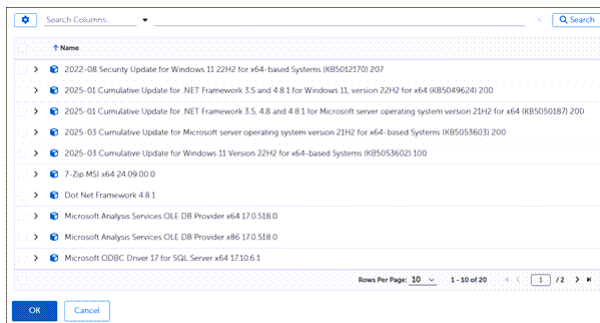 Search Columns..
Search
Name
2022-08 Security Update for Windows 11 22H2 for x64-based Systems (KB5012170) 207
2025-01 Cumulative Update for .NET Framework 3.5 and 4.8.1 for Windows 11, version 22H2 for x64 (KB5049624) 200
2025-01 Cumulative Update for .NET Framework 3.5, 4.8 and 4.8.1 for Microsoft server operating system version 21H2 for x64 (KB5050187) 200
2025-03 Cumulative Update for Microsoft server operating system version 21H2 for x64-based Systems (KB5053603) 200
2025-03 Cumulative Update for Windows 11 Version 22H2 for x64-based Systems (KB5053602) 100
7-Zip MSI x64 24.09.00.0
Dot Net Framework 4.8.1
Microsoft Analysis Services OLE DB Provider x64 17.0.518.0
Microsoft Analysis Services OLE DB Provider x86 17.0.518.0
Microsoft ODBC Driver 17 for SQL Server x64 17.10.6.1
Rows Per Page: 10 1 - 10 of 20 1 / 2
OK Cancel